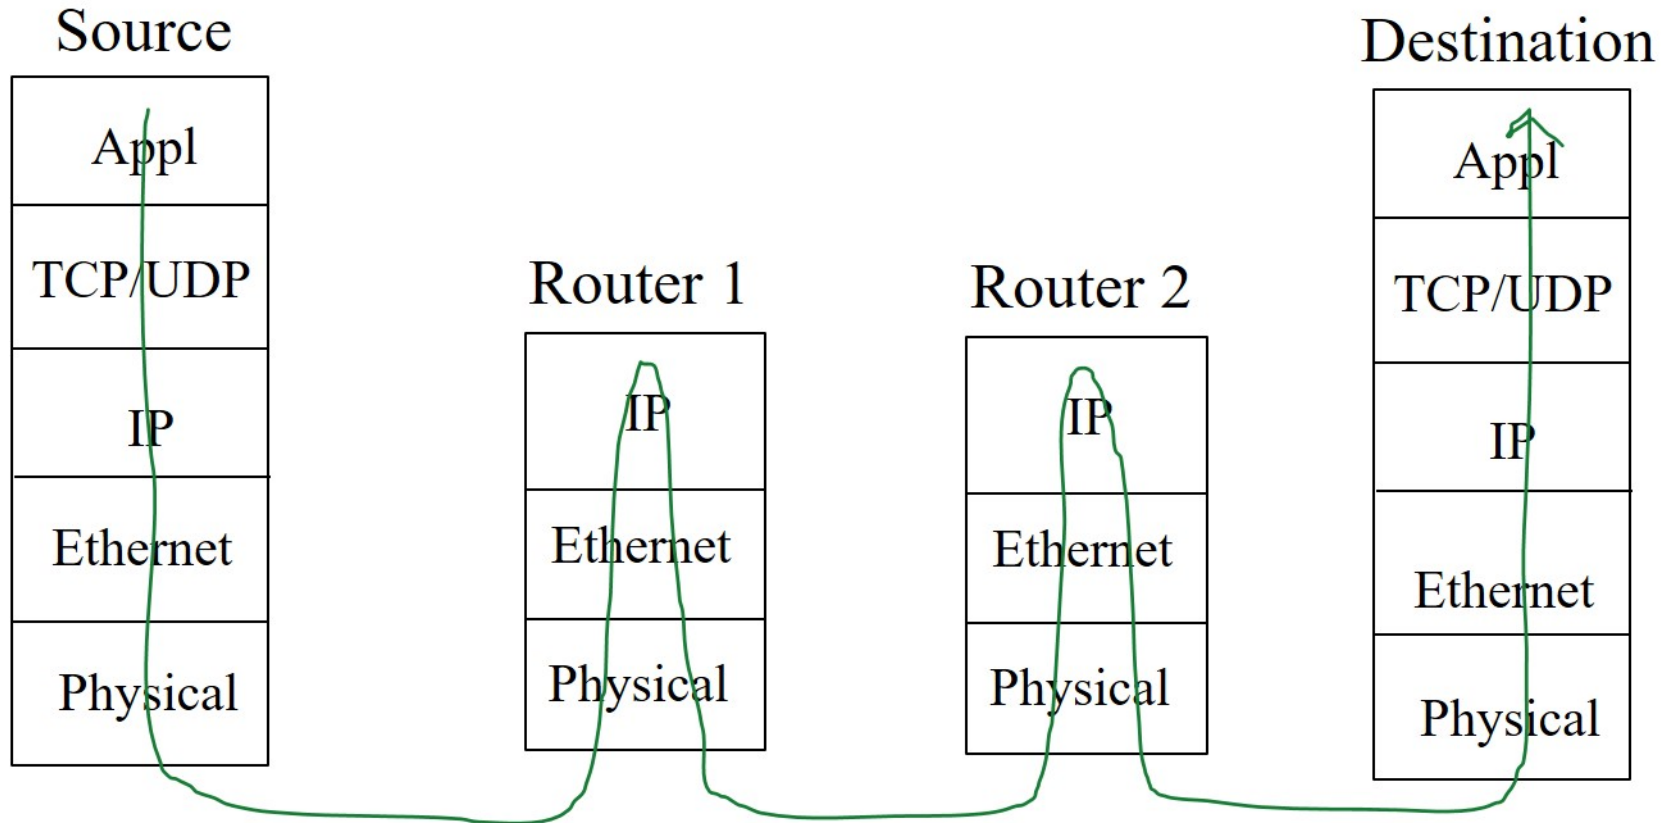 Source
Appl
TCP/UDP
IP
Ethernet
Physical
Router 1
IP
Ethernet
Physical
Router 2
IP
Ethernet
Physical
Destination
Appl
TCP/UDP
IP
Ethernet
Physical